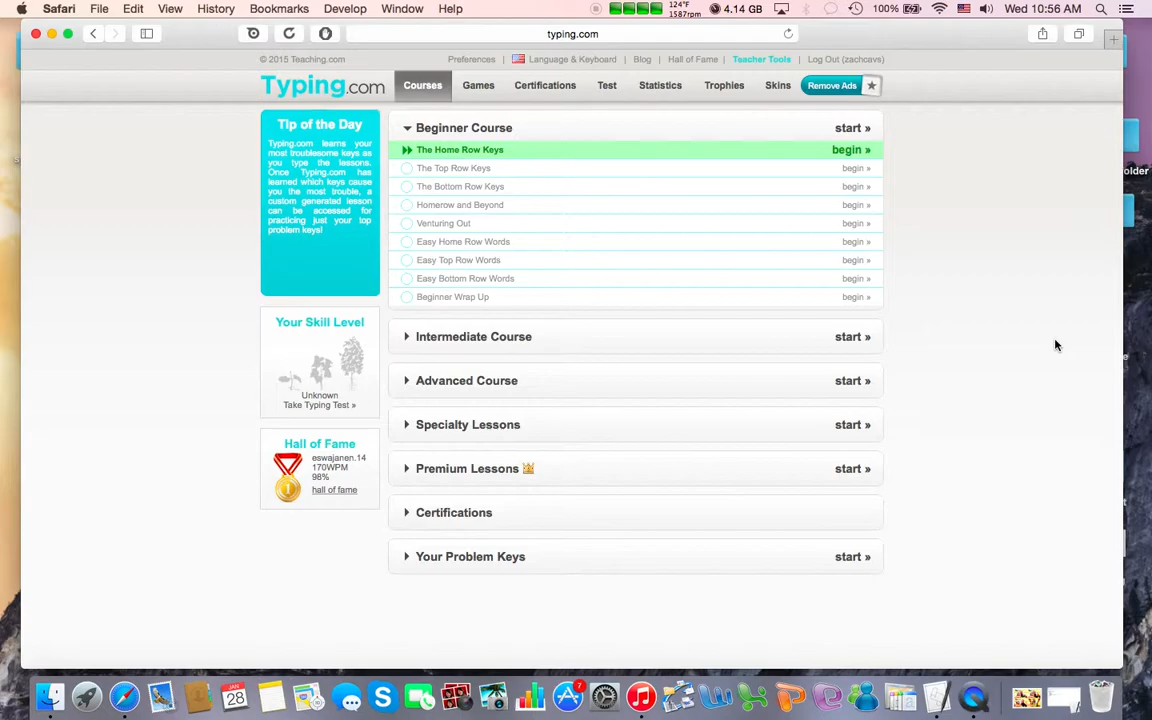 Safari File Edit View History Bookmarks Develop Window Help
124°F
1587rpm
4.14 GB
100%
Wed 10:56 AM
typing.com
© 2015 Teaching.com
Preferences | Language & Keyboard | Blog | Hall of Fame | Teacher Tools | Log Out (zachcavs)
Typing.com
Courses Games Certifications Test Statistics Trophies Skins Remove Ads
Tip of the Day
Typing.com learns your
most troublesome keys as
you type the lessons.
Once Typing.com has
learned which keys cause
you the most trouble, a
custom generated lesson
can be accessed for
practicing just your top
problem keys!
Your Skill Level
Unknown
Take Typing Test »
Hall of Fame
eswajanen.14
170WPM
98%
hall of fame
1
Beginner Course start »
The Home Row Keys begin »
The Top Row Keys begin »
The Bottom Row Keys begin »
Homerow and Beyond begin »
Venturing Out begin »
Easy Home Row Words begin »
Easy Top Row Words begin »
Easy Bottom Row Words begin »
Beginner Wrap Up begin »
Intermediate Course start »
Advanced Course start »
Specialty Lessons start »
Premium Lessons start »
Certifications
Your Problem Keys start »
older
JAN
28
7